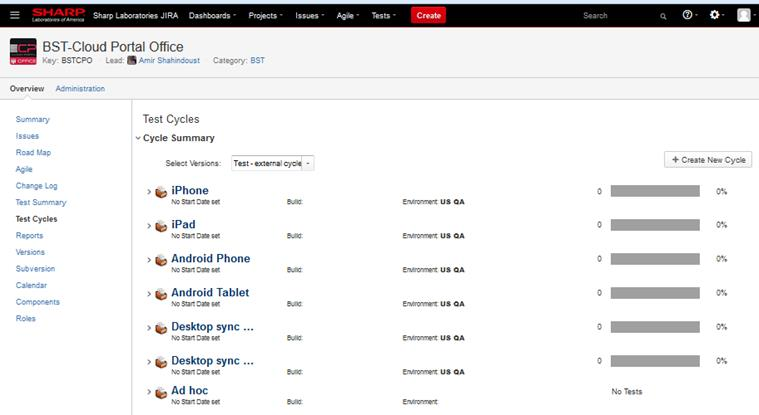 SHARP Laboratories of America Sharp Laboratories JIRA Dashboards Projects Issues Agile Tests Create Search
CP
OFFICE
BST-Cloud Portal Office
Key: BSTCPO Lead: Amir Shahindoust Category: BST
Overview Administration
Summary
Issues
Road Map
Agile
Change Log
Test Summary
Test Cycles
Reports
Versions
Subversion
Calendar
Components
Roles
Test Cycles
Cycle Summary
Select Versions: Test - external cycle
+ Create New Cycle
iPhone 0 0%
No Start Date set Build: Environment: US QA
iPad 0 0%
No Start Date set Build: Environment: US QA
Android Phone 0 0%
No Start Date set Build: Environment: US QA
Android Tablet 0 0%
No Start Date set Build: Environment: US QA
Desktop sync ... 0 0%
No Start Date set Build: Environment: US QA
Desktop sync ... 0 0%
No Start Date set Build: Environment: US QA
Ad hoc No Tests
No Start Date set Build: Environment: